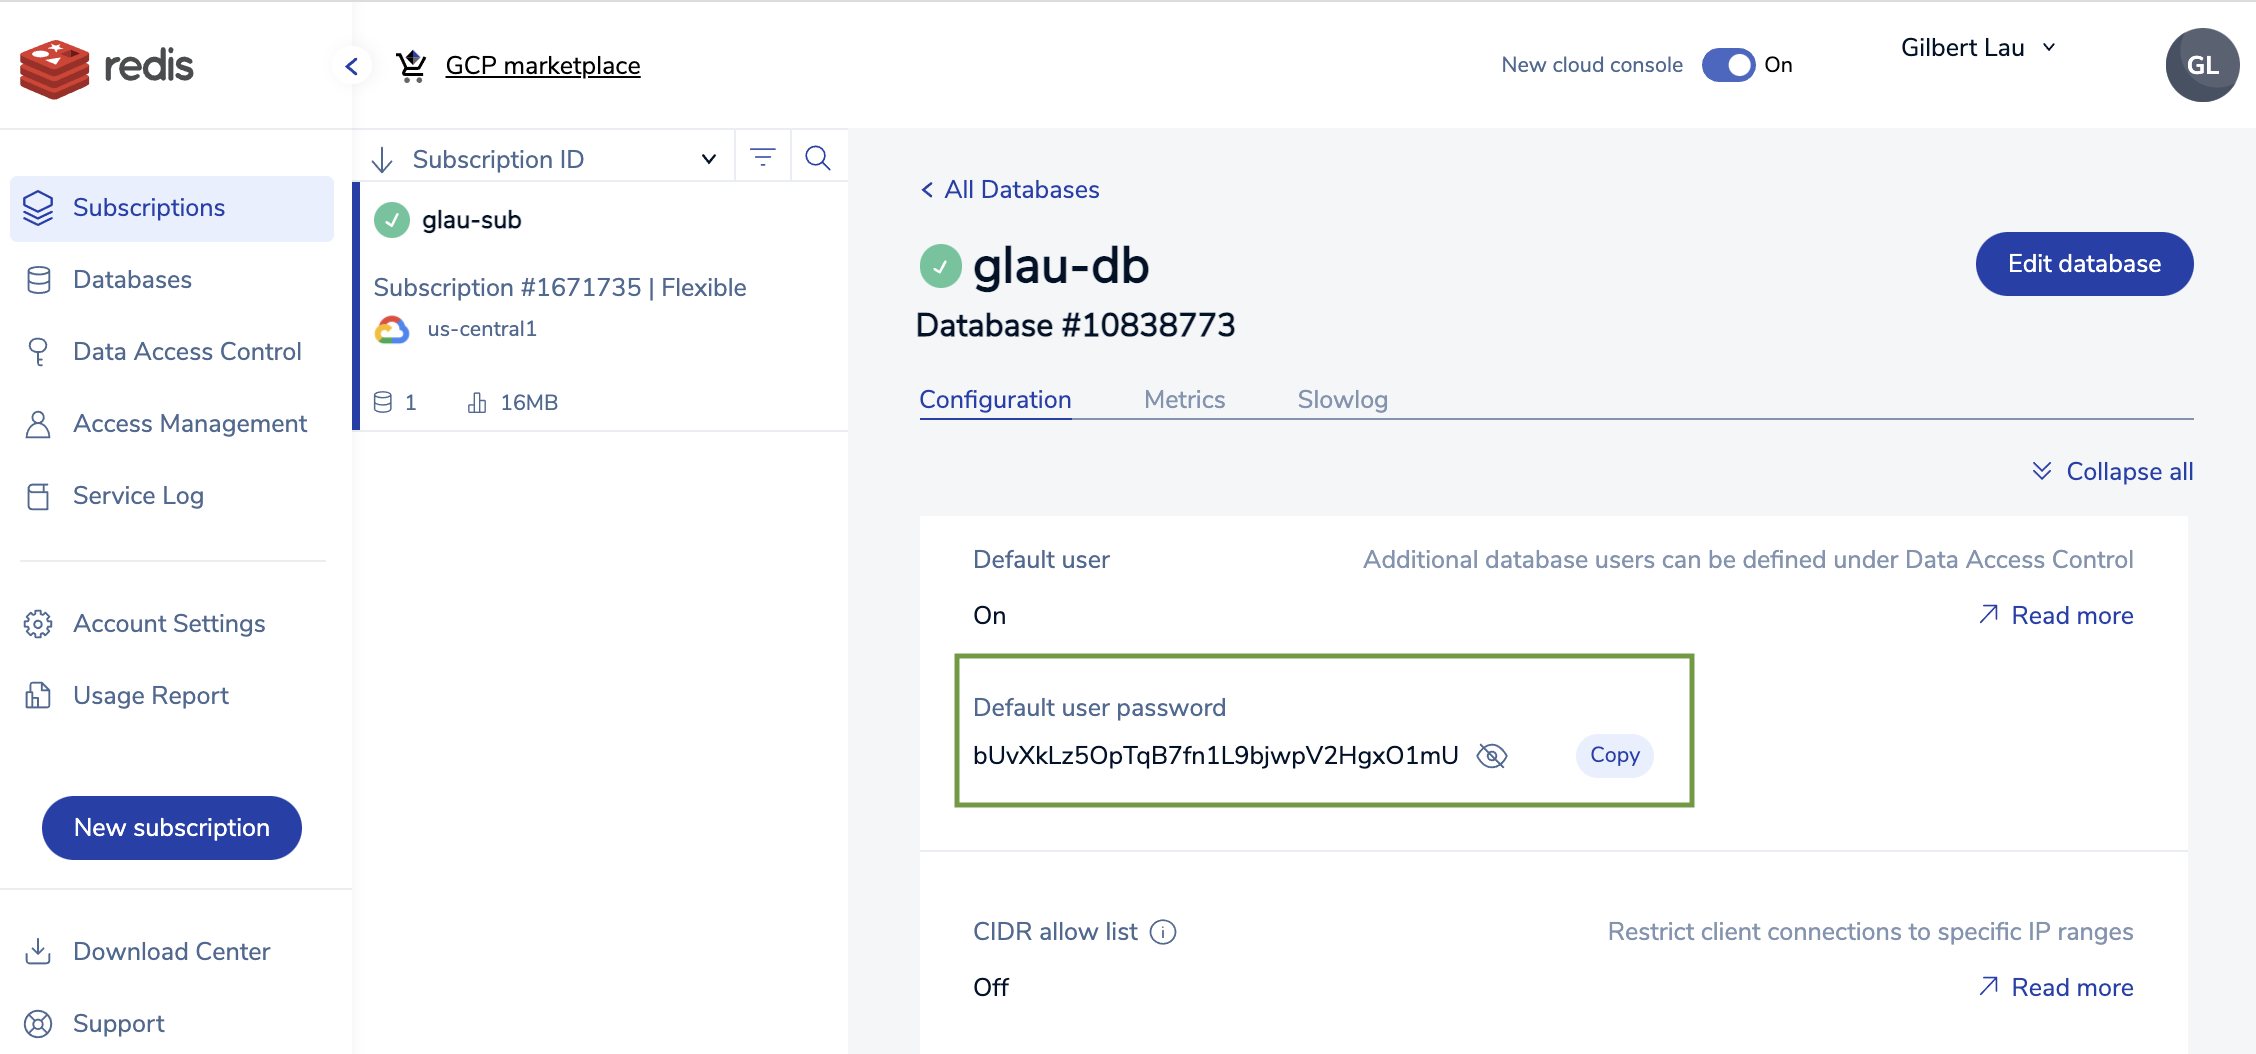 redis
GCP marketplace
New cloud console On
Gilbert Lau
GL
Subscriptions
Databases
Data Access Control
Access Management
Service Log
Account Settings
Usage Report
New subscription
Download Center
Support
Subscription ID
glau-sub
Subscription #1671735 | Flexible
us-central1
1 16MB
All Databases
glau-db
Edit database
Database #10838773
Configuration Metrics Slowlog
Collapse all
Default user Additional database users can be defined under Data Access Control
On Read more
Default user password
bUvXkLz5OpTqB7fn1L9bjwpV2HgxO1mU Copy
CIDR allow list Restrict client connections to specific IP ranges
Off Read more